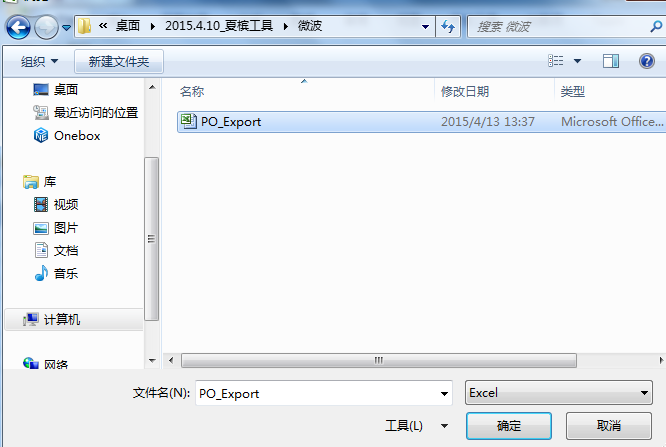 « 桌面 2015.4.10_夏槟工具 微波
搜索 微波
组织 新建文件夹
桌面
最近访问的位置
Onebox
库
视频
图片
文档
音乐
计算机
网络
名称 修改日期 类型
PO_Export 2015/4/13 13:37 Microsoft Office...
文件名(N): PO_Export Excel
工具(L) 确定 取消